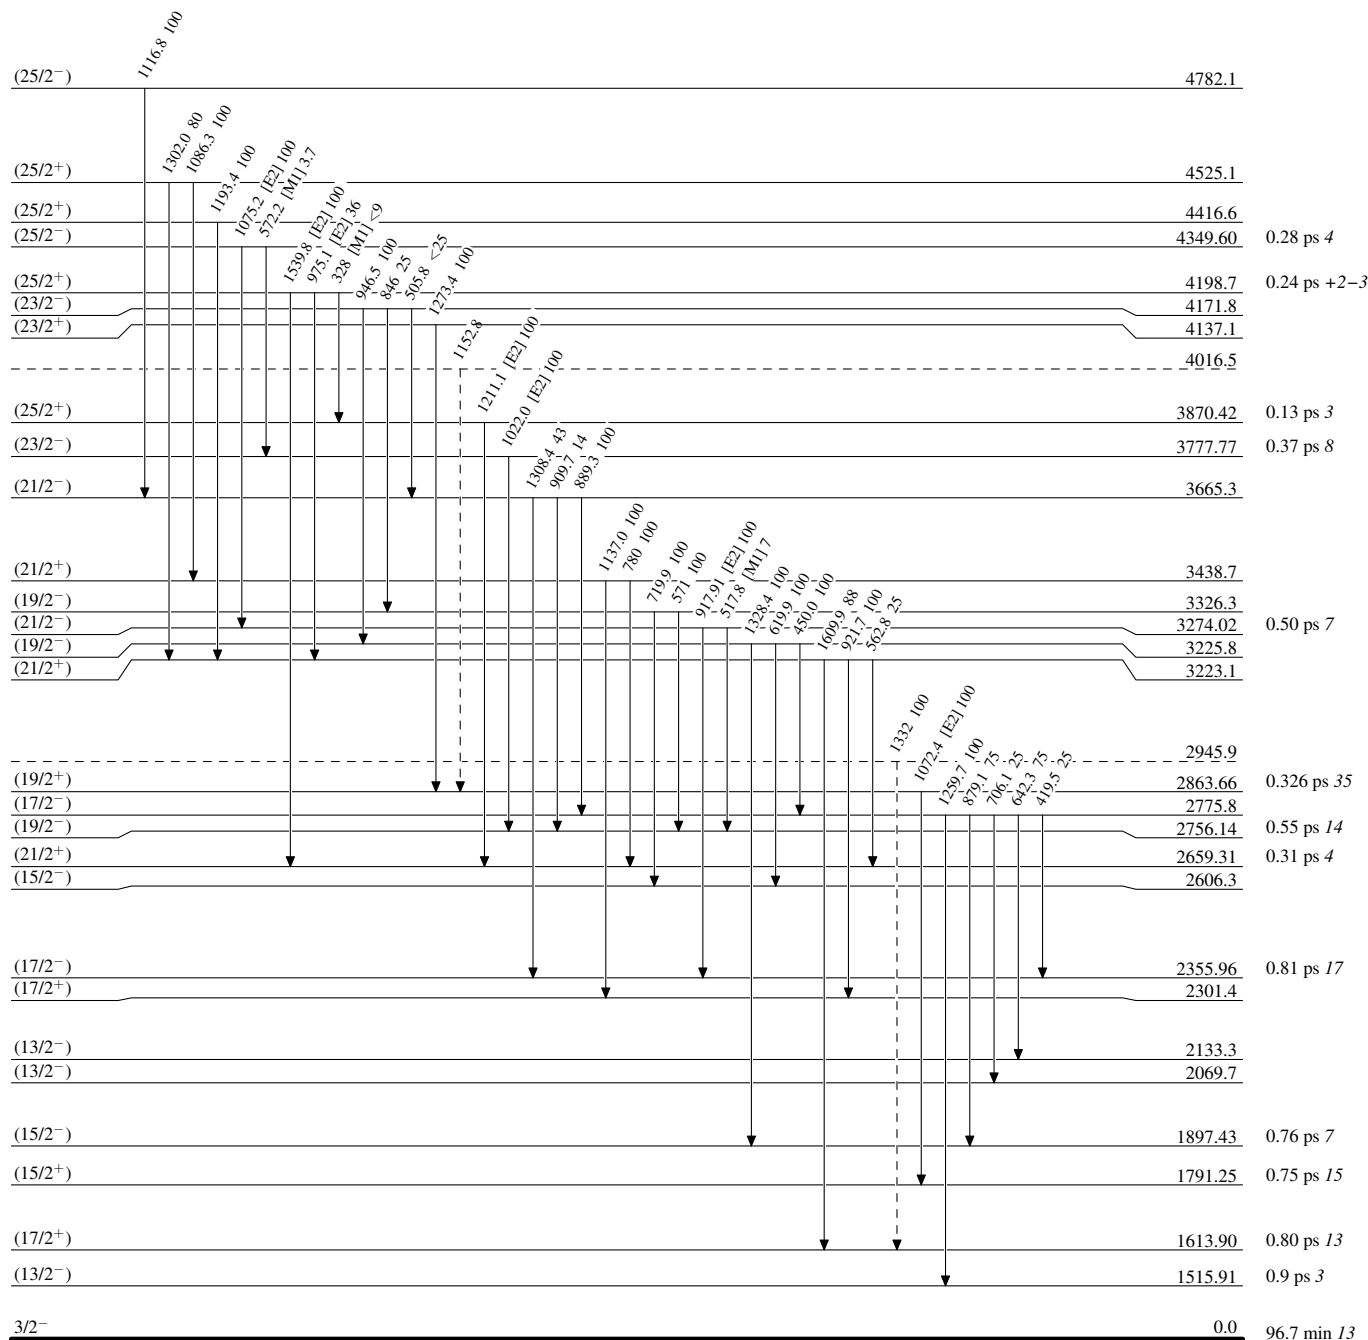 1116.8 100
(25/2−) 4782.1
1302.0 80
1086.3 100
(25/2+) 4525.1
1193.4 100
(25/2+) 4416.6
1075.2 [E2] 100
572.2 [M1] 3.7
(25/2−) 4349.60 0.28 ps 4
1539.8 [E2] 100
975.1 [E2] 36
328 [M1] <9
(25/2+) 4198.7 0.24 ps +2−3
946.5 100
846 25
505.8 <25
(23/2−) 4171.8
1273.4 100
(23/2+) 4137.1
1152.8
4016.5
1211.1 [E2] 100
(25/2+) 3870.42 0.13 ps 3
1022.0 [E2] 100
(23/2−) 3777.77 0.37 ps 8
1308.4 43
909.7 14
889.3 100
(21/2−) 3665.3
1137.0 100
780 100
(21/2+) 3438.7
719.9 100
571 100
(19/2−) 3326.3
917.91 [E2] 100
517.8 [M1] 7
(21/2−) 3274.02 0.50 ps 7
1328.4 100
619.9 100
450.0 100
(19/2−) 3225.8
1609.9 88
921.7 100
562.8 25
(21/2+) 3223.1
1332 100
2945.9
1072.4 [E2] 100
(19/2+) 2863.66 0.326 ps 35
1259.7 100
879.1 75
706.1 25
642.3 75
419.5 25
(17/2−) 2775.8
(19/2−) 2756.14 0.55 ps 14
(21/2+) 2659.31 0.31 ps 4
(15/2−) 2606.3
(17/2−) 2355.96 0.81 ps 17
(17/2+) 2301.4
(13/2−) 2133.3
(13/2−) 2069.7
(15/2−) 1897.43 0.76 ps 7
(15/2+) 1791.25 0.75 ps 15
(17/2+) 1613.90 0.80 ps 13
(13/2−) 1515.91 0.9 ps 3
3/2− 0.0 96.7 min 13